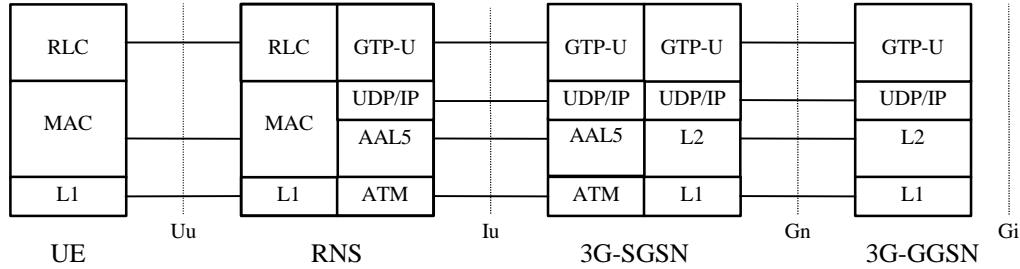 RLC RLC GTP-U GTP-U GTP-U GTP-U
UDP/IP UDP/IP UDP/IP UDP/IP
MAC MAC AAL5 AAL5 L2 L2
L1 L1 ATM ATM L1 L1
Uu Iu Gn Gi
UE RNS 3G-SGSN 3G-GGSN